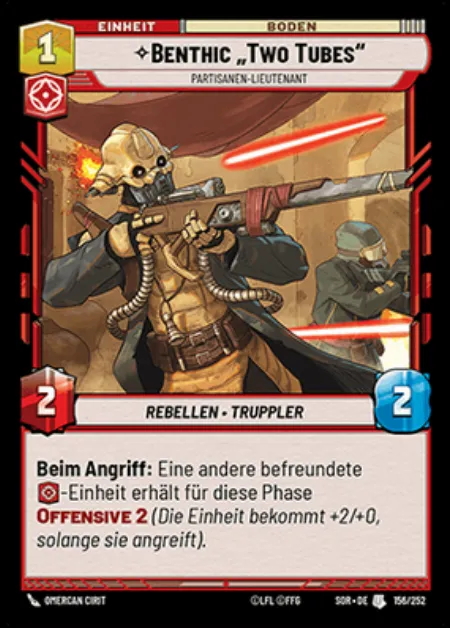 1
EINHEIT
BODEN
BENTHIC „TWO TUBES“
PARTISANEN-LIEUTENANT
2
REBELLEN • TRUPPLER
2
Beim Angriff: Eine andere befreundete
-Einheit erhält für diese Phase
OFFENSIVE 2 (Die Einheit bekommt +2/+0,
solange sie angreift).
OMERCAN CIRIT
©LFL ©FFG
SOR • DE
156/252